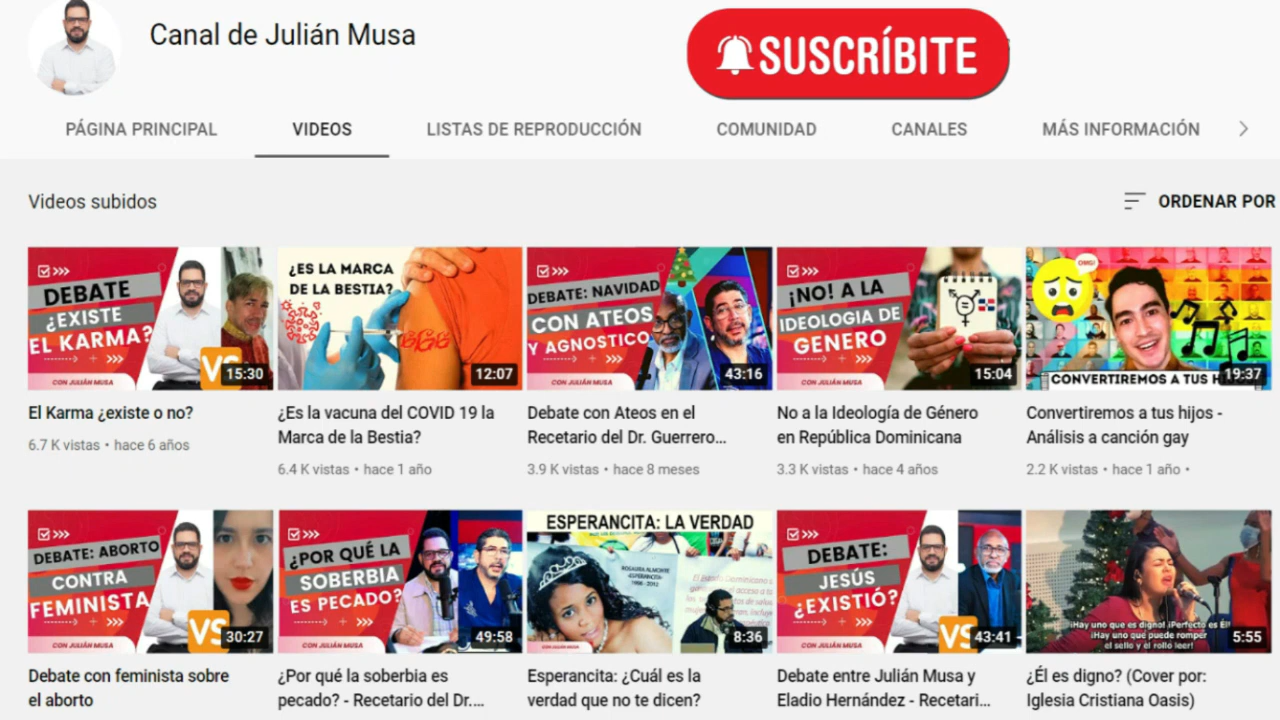 Canal de Julián Musa
SUSCRÍBITE
PÁGINA PRINCIPAL
VIDEOS
LISTAS DE REPRODUCCIÓN
COMUNIDAD
CANALES
MÁS INFORMACIÓN
Videos subidos
ORDENAR POR
DEBATE
¿EXISTE
EL KARMA?
CON JULIÁN MUSA
VS
15:30
El Karma ¿existe o no?
6.7 K vistas • hace 6 años
¿ES LA MARCA
DE LA BESTIA?
666
12:07
¿Es la vacuna del COVID 19 la
Marca de la Bestia?
6.4 K vistas • hace 1 año
DEBATE: NAVIDAD
CON ATEOS
Y AGNOSTICO
CON JULIÁN MUSA
43:16
Debate con Ateos en el
Recetario del Dr. Guerrero...
3.9 K vistas • hace 8 meses
¡NO! A LA
IDEOLOGIA DE
GENERO
CON JULIÁN MUSA
15:04
No a la Ideología de Género
en República Dominicana
3.3 K vistas • hace 4 años
OMG!
CONVERTIREMOS A TUS
19:37
Convertiremos a tus hijos -
Análisis a canción gay
2.2 K vistas • hace 1 año •
DEBATE: ABORTO
CONTRA
FEMINISTA
CON JULIÁN MUSA
VS
30:27
Debate con feminista sobre
el aborto
¿POR QUÉ LA
SOBERBIA
ES PECADO?
CON JULIÁN MUSA
49:58
¿Por qué la soberbia es
pecado? - Recetario del Dr....
ESPERANCITA: LA VERDAD
ROSAURA ALMONTE
"ESPERANCITA"
8:36
Esperancita: ¿Cuál es la
verdad que no te dicen?
DEBATE:
JESÚS
¿EXISTIÓ?
CON JULIÁN MUSA
VS
43:41
Debate entre Julián Musa y
Eladio Hernández - Recetari...
¡Hay uno que es digno! ¡Perfecto es Él!
¡Hay uno que puede romper
el sello y el rollo leer!
5:55
¿Él es digno? (Cover por:
Iglesia Cristiana Oasis)